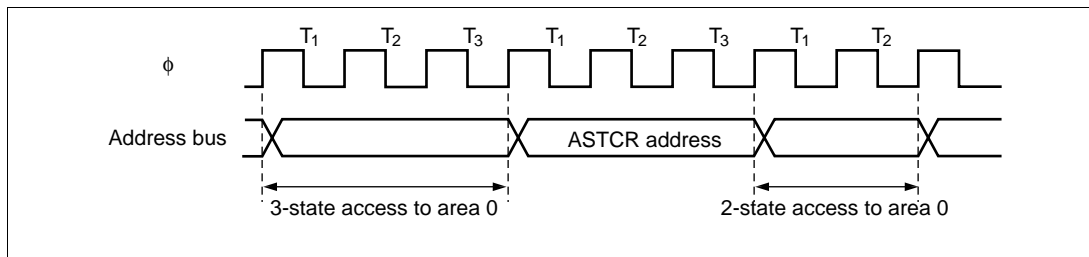 T1 T2 T3 T1 T2 T3 T1 T2
ϕ
Address bus
ASTCR address
3-state access to area 0
2-state access to area 0